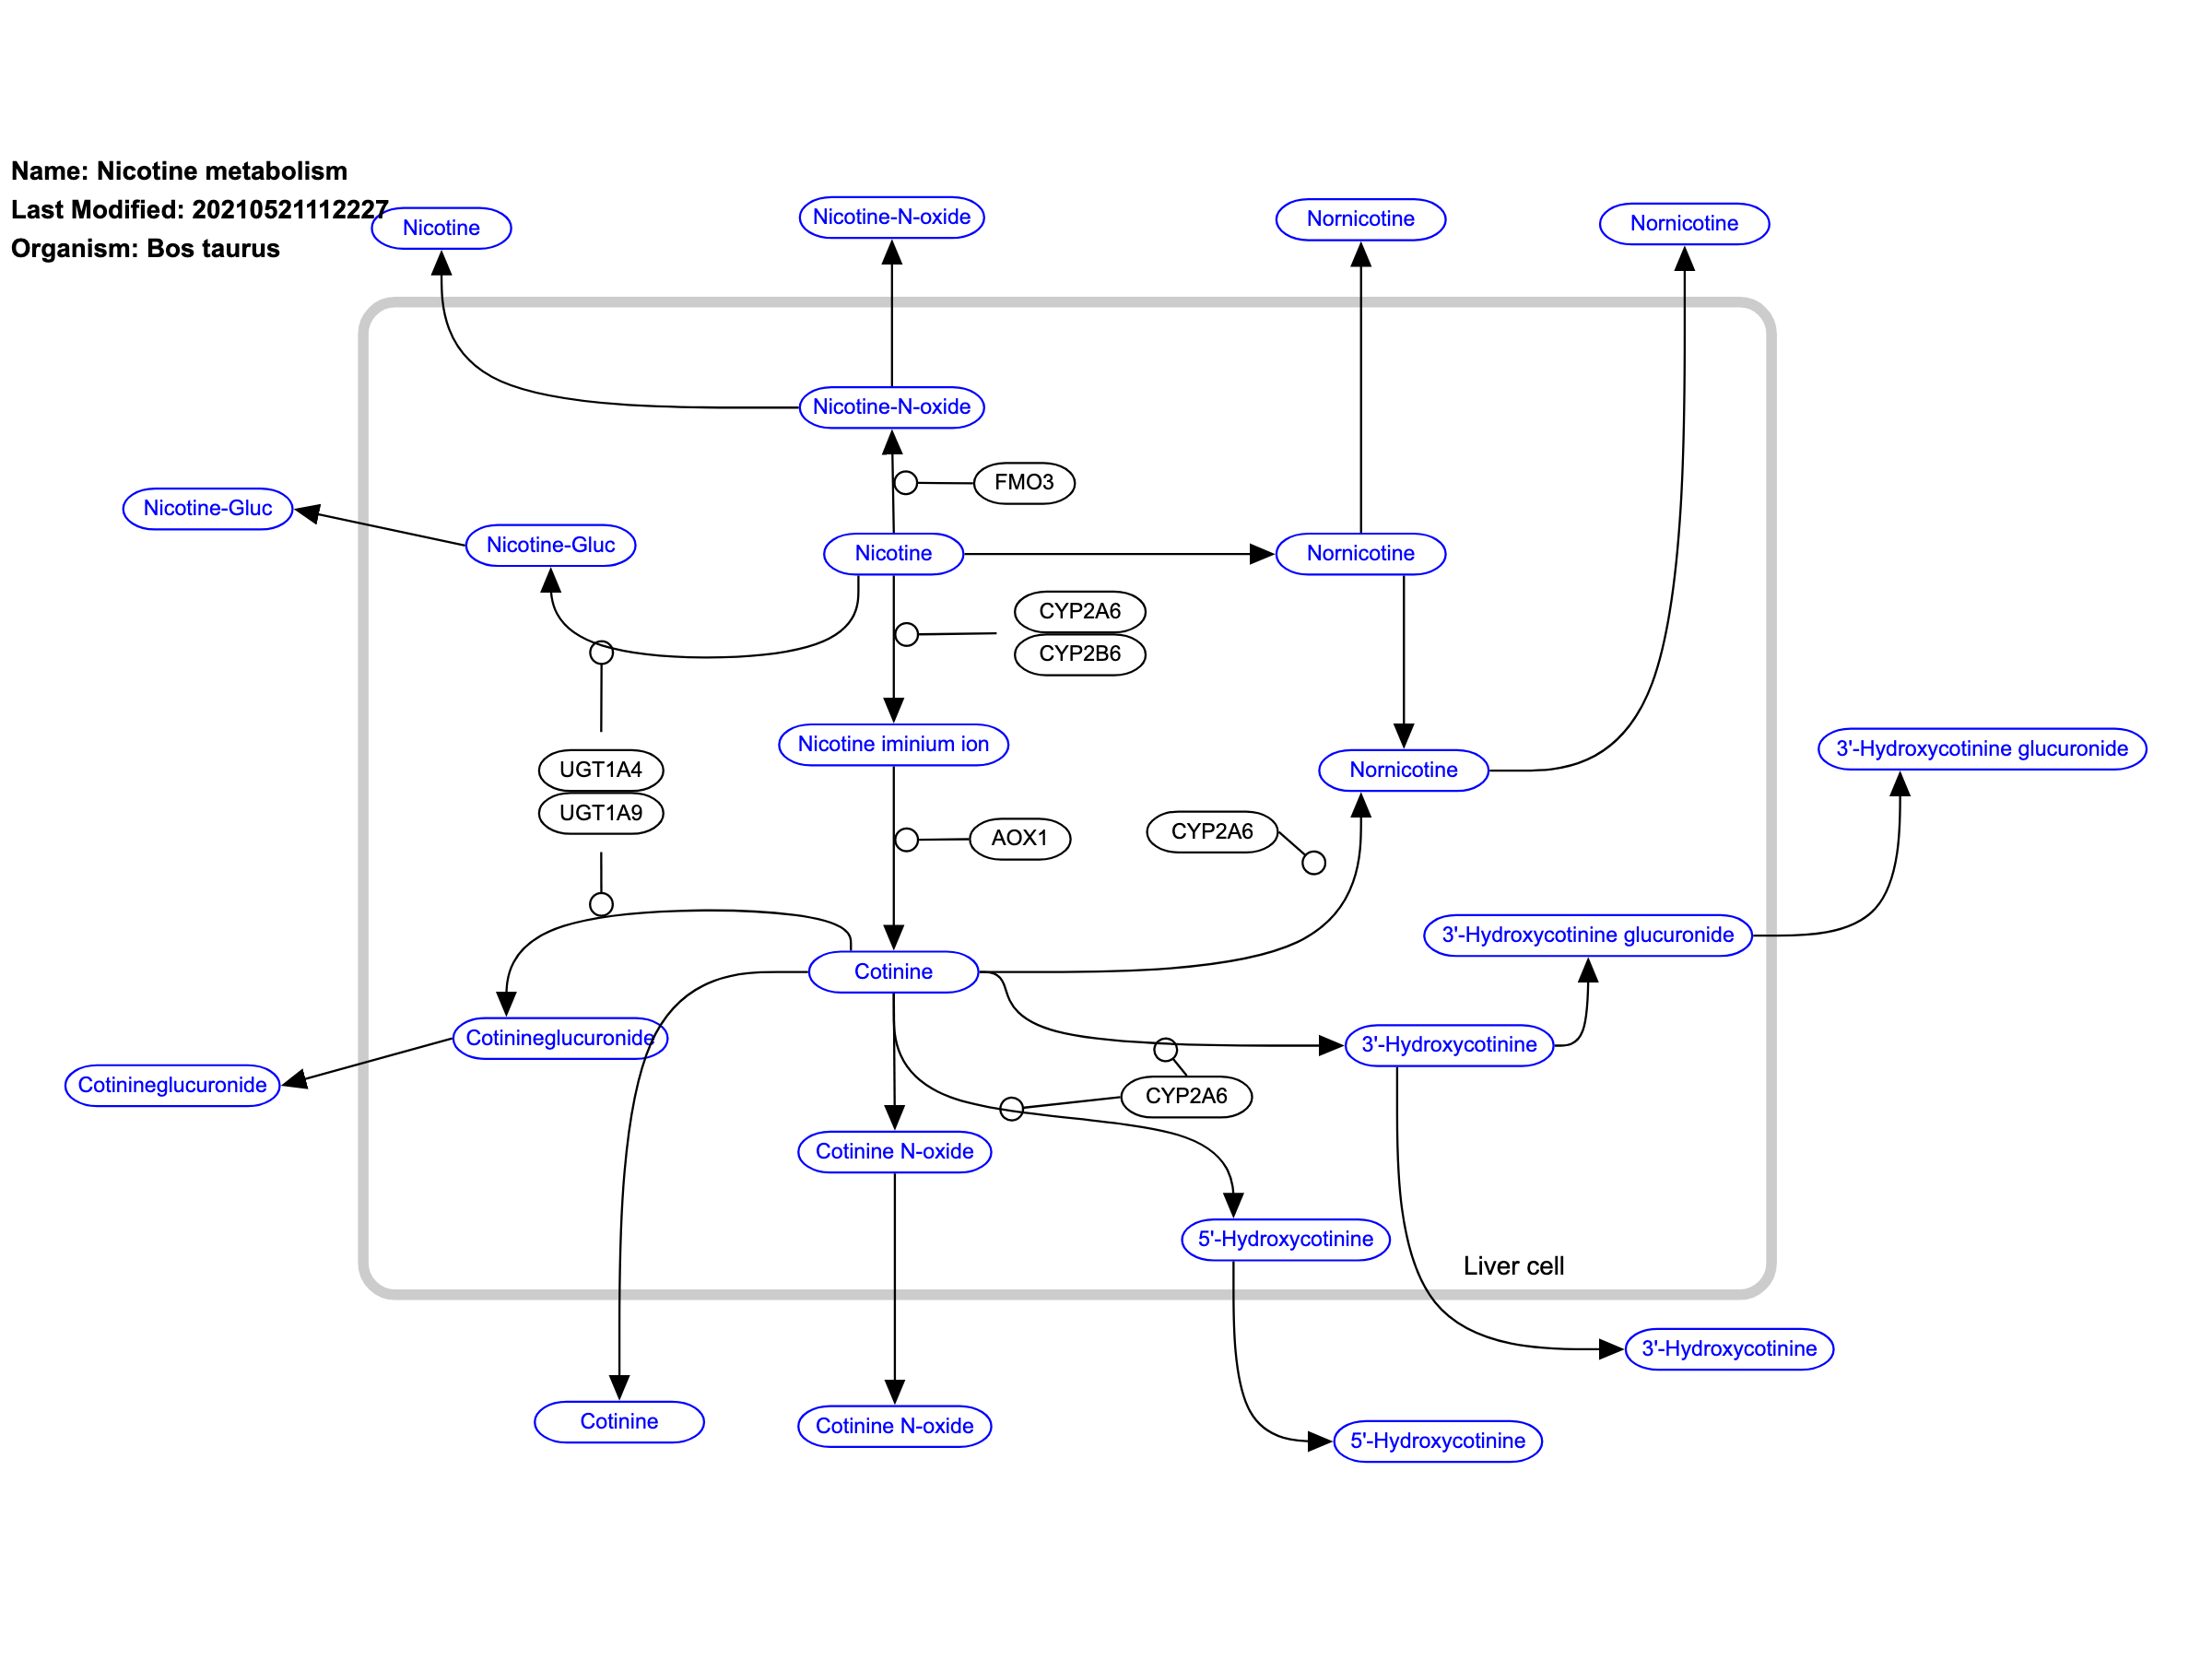 Name: Nicotine metabolism
Last Modified: 20210521112227
Organism: Bos taurus
Nicotine
Nicotine-N-oxide
Nornicotine
Nornicotine
Nicotine-N-oxide
FMO3
Nicotine-Gluc
Nicotine-Gluc
Nicotine
Nornicotine
CYP2A6
CYP2B6
Nicotine iminium ion
Nornicotine
3'-Hydroxycotinine glucuronide
UGT1A4
UGT1A9
AOX1
CYP2A6
3'-Hydroxycotinine glucuronide
Cotinine
Cotinineglucuronide
3'-Hydroxycotinine
Cotinineglucuronide
CYP2A6
Cotinine N-oxide
5'-Hydroxycotinine
Liver cell
3'-Hydroxycotinine
Cotinine
Cotinine N-oxide
5'-Hydroxycotinine